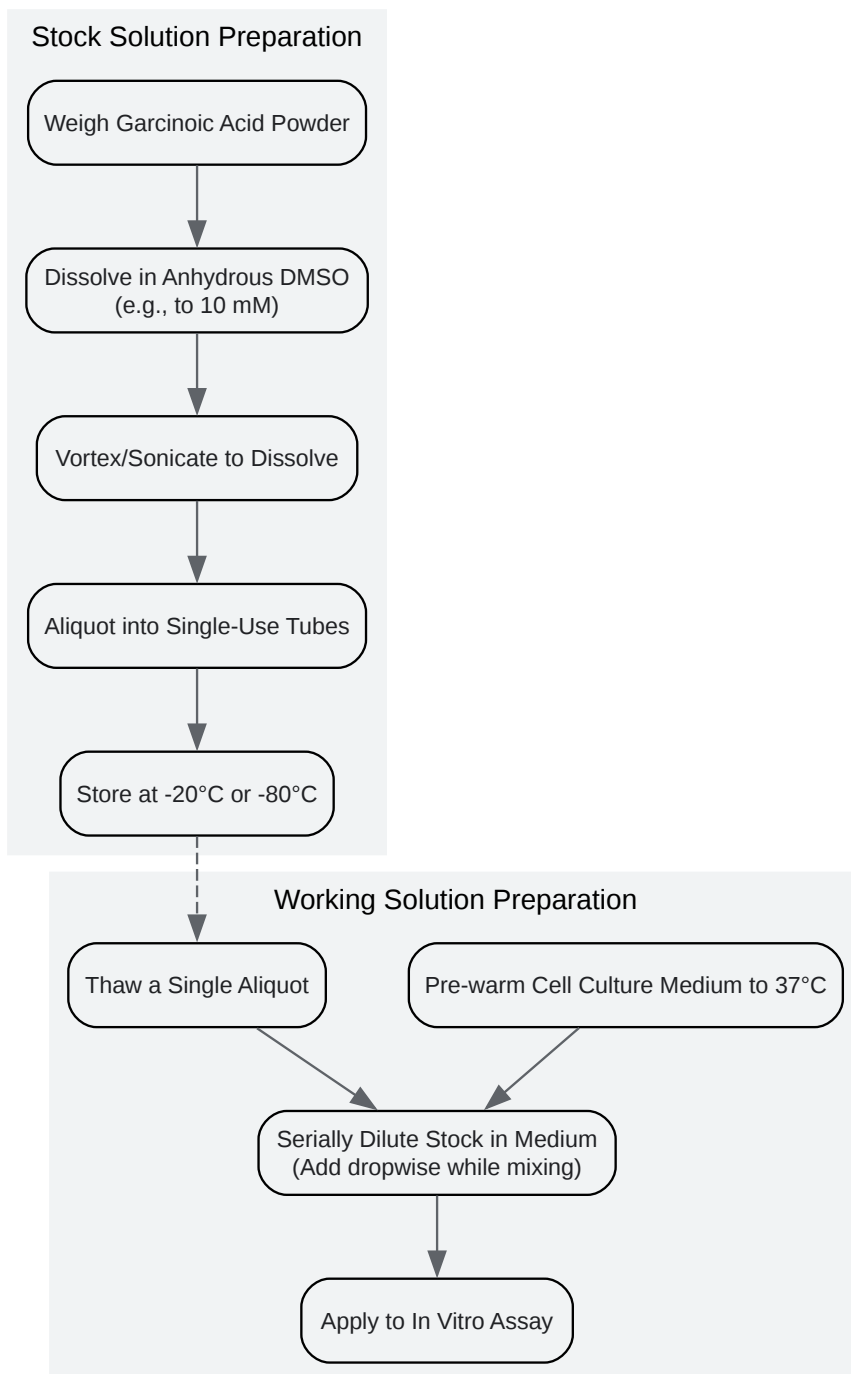 Stock Solution Preparation
Weigh Garcinoic Acid Powder
Dissolve in Anhydrous DMSO
(e.g., to 10 mM)
Vortex/Sonicate to Dissolve
Aliquot into Single-Use Tubes
Store at -20°C or -80°C
Working Solution Preparation
Thaw a Single Aliquot
Pre-warm Cell Culture Medium to 37°C
Serially Dilute Stock in Medium
(Add dropwise while mixing)
Apply to In Vitro Assay